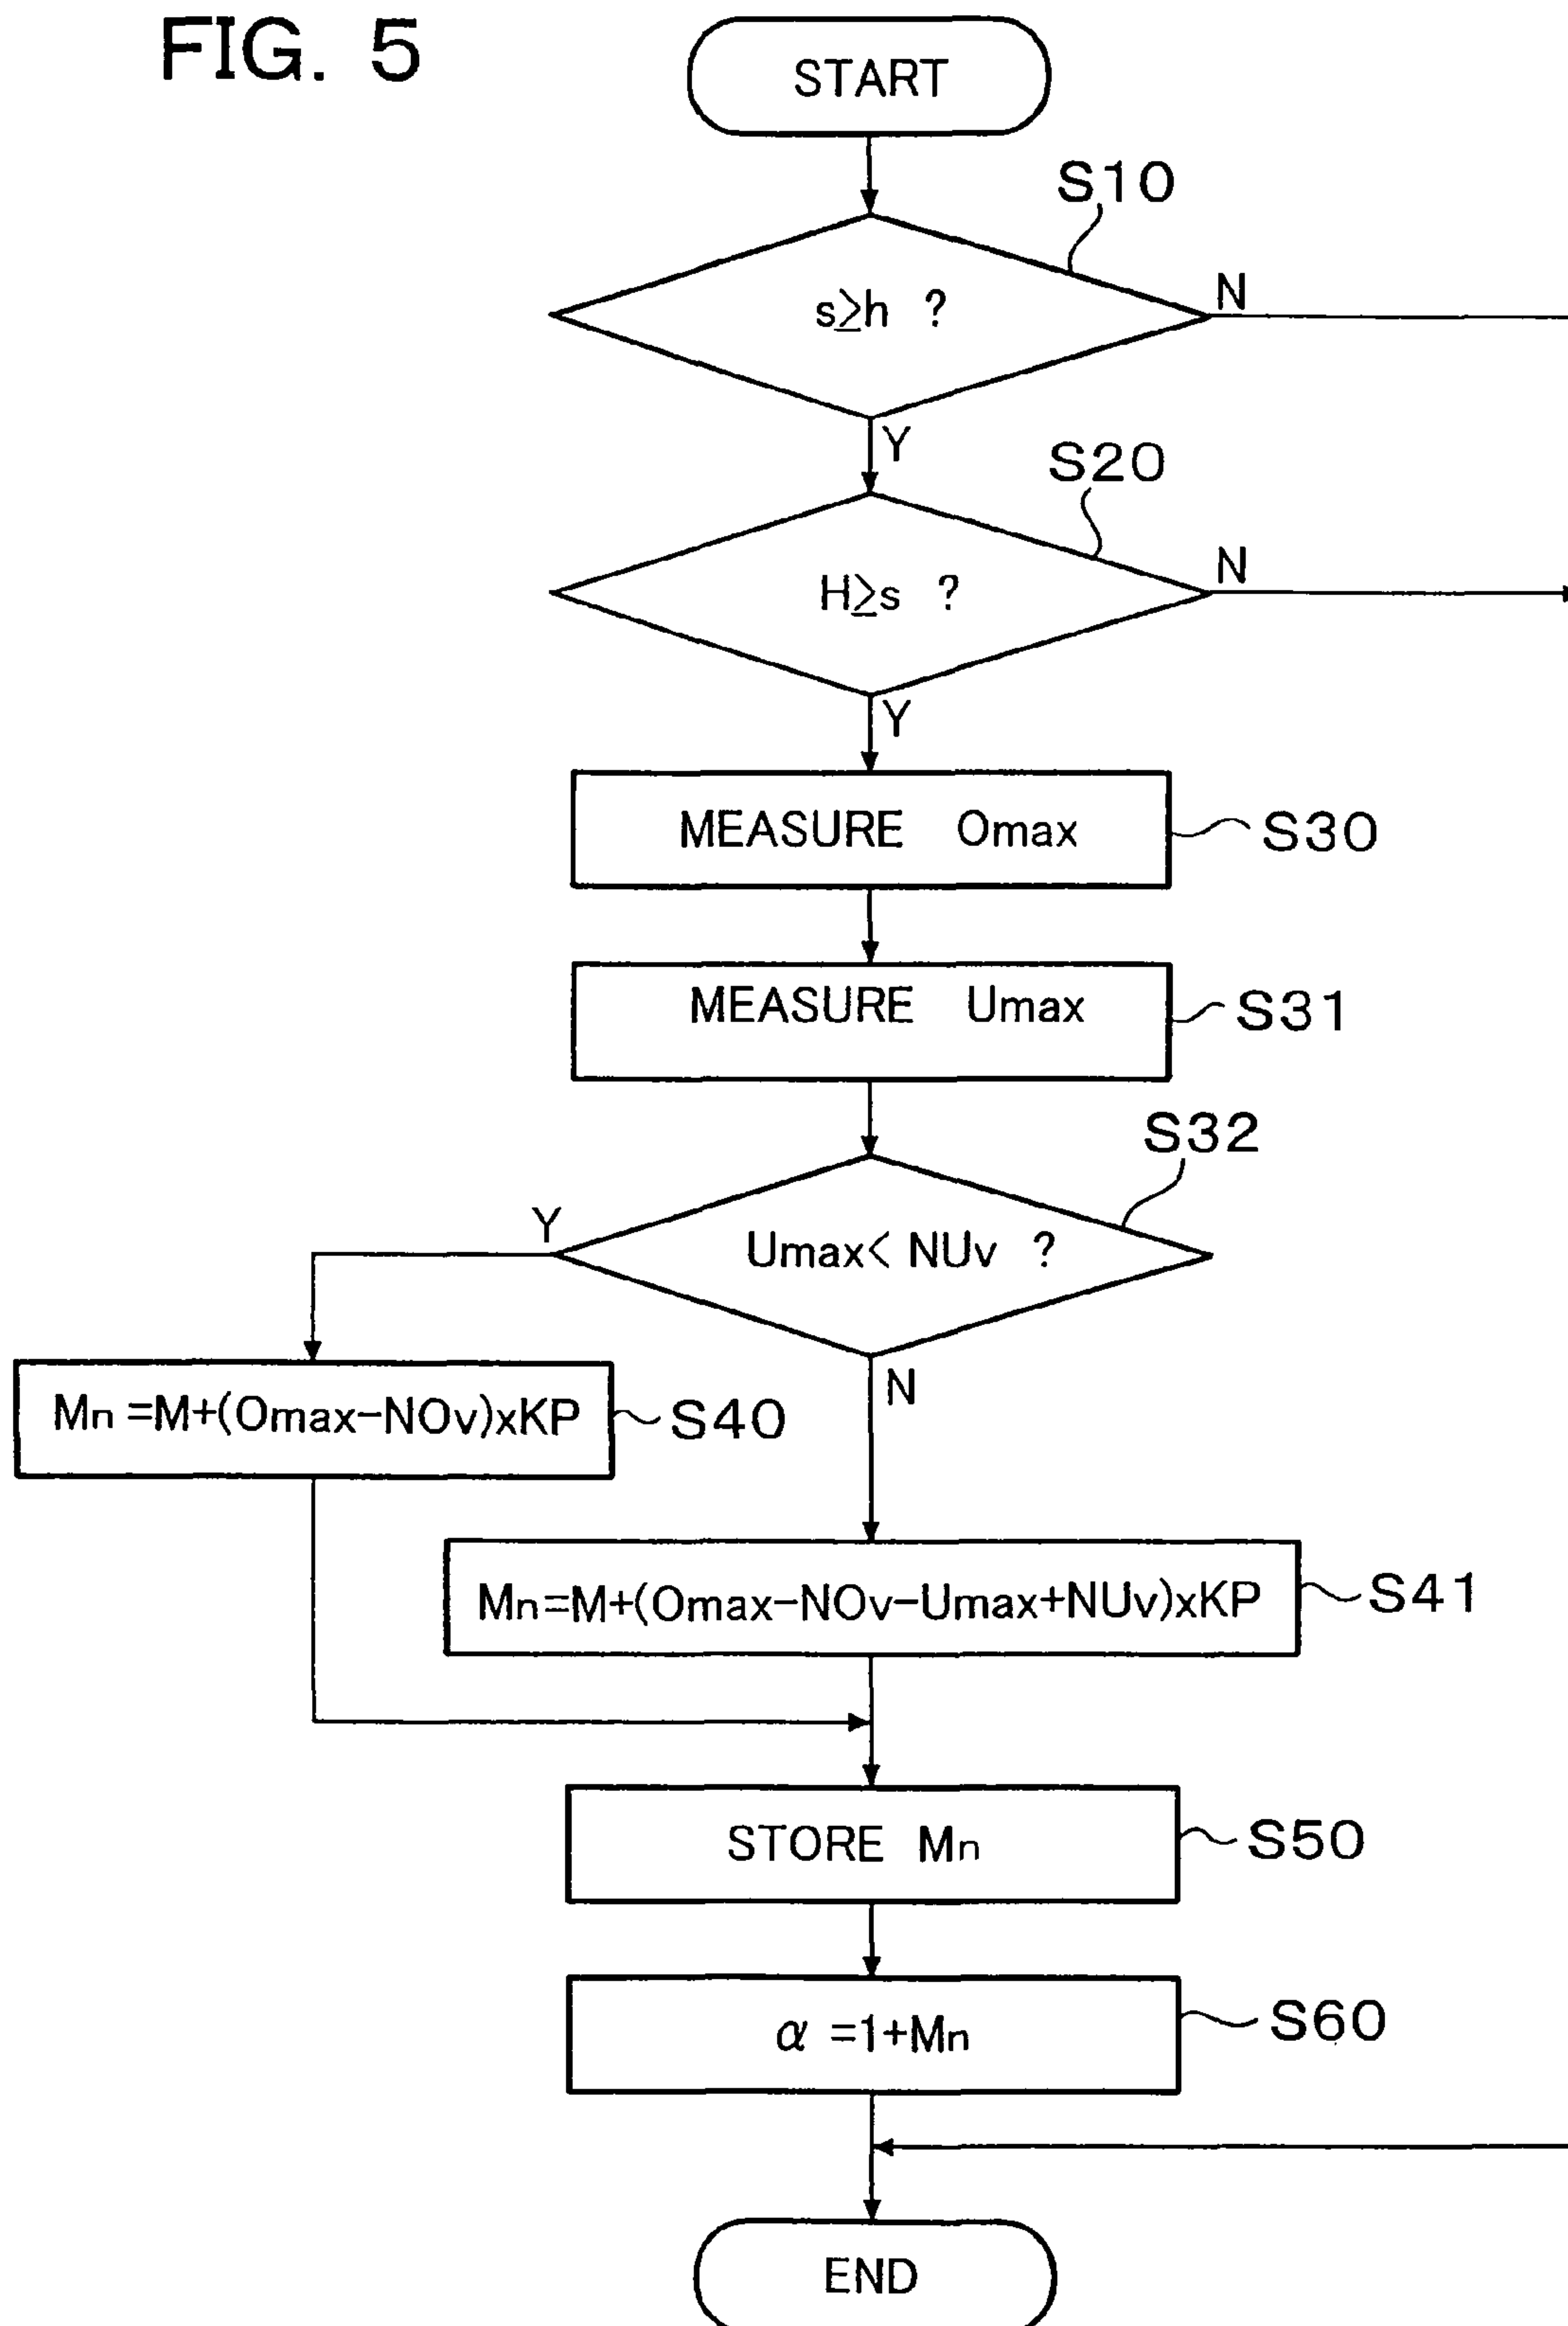 FIG. 5
START
S10
s≥h ?
N
Y
S20
H≥s ?
N
Y
MEASURE Omax
S30
MEASURE Umax
S31
S32
Umax< NUv ?
Y
N
Mn =M+(Omax-NOv)xKP
S40
Mn=M+(Omax-NOv-Umax+NUv)xKP
S41
STORE Mn
S50
α =1+Mn
S60
END